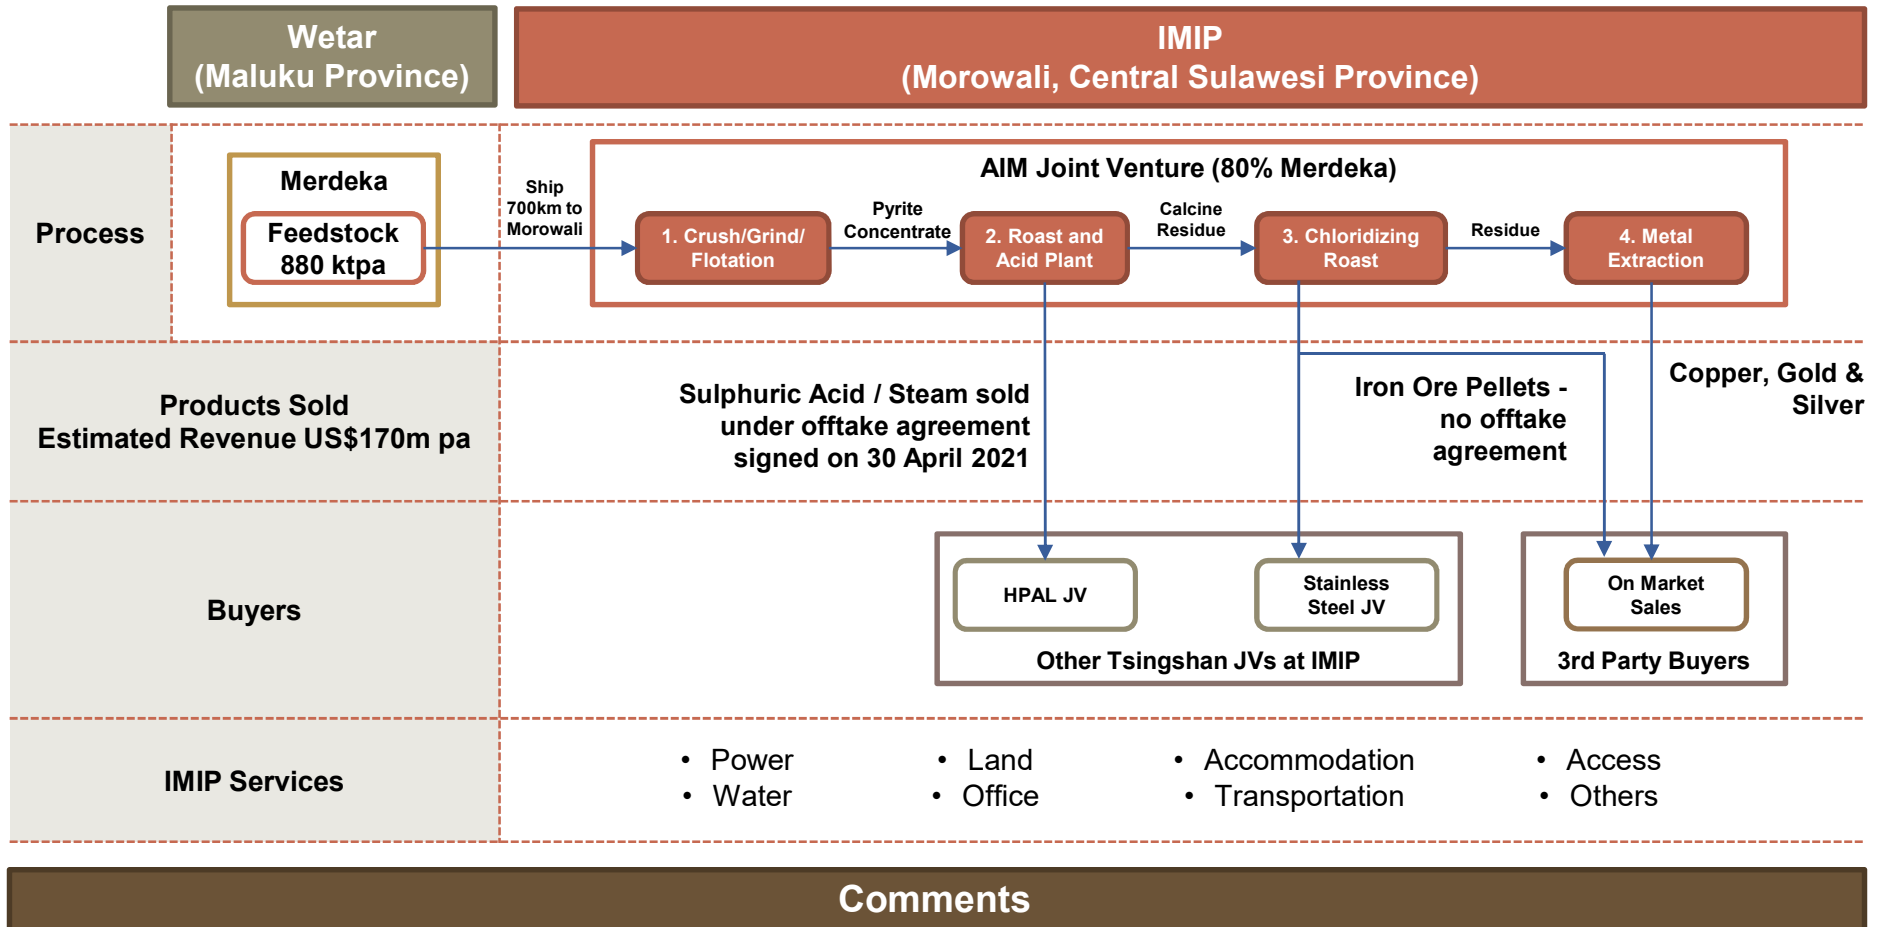 Wetar
(Maluku Province)
IMIP
(Morowali, Central Sulawesi Province)
Process
Merdeka
Feedstock
880 ktpa
Ship
700km to
Morowali
AIM Joint Venture (80% Merdeka)
1. Crush/Grind/
Flotation
Pyrite
Concentrate
2. Roast and
Acid Plant
Calcine
Residue
3. Chloridizing
Roast
Residue
4. Metal
Extraction
Products Sold
Estimated Revenue US$170m pa
Sulphuric Acid / Steam sold
under offtake agreement
signed on 30 April 2021
Iron Ore Pellets -
no offtake
agreement
Copper, Gold &
Silver
Buyers
HPAL JV
Stainless
Steel JV
Other Tsingshan JVs at IMIP
On Market
Sales
3rd Party Buyers
IMIP Services
• Power
• Water
• Land
• Office
• Accommodation
• Transportation
• Access
• Others
Comments